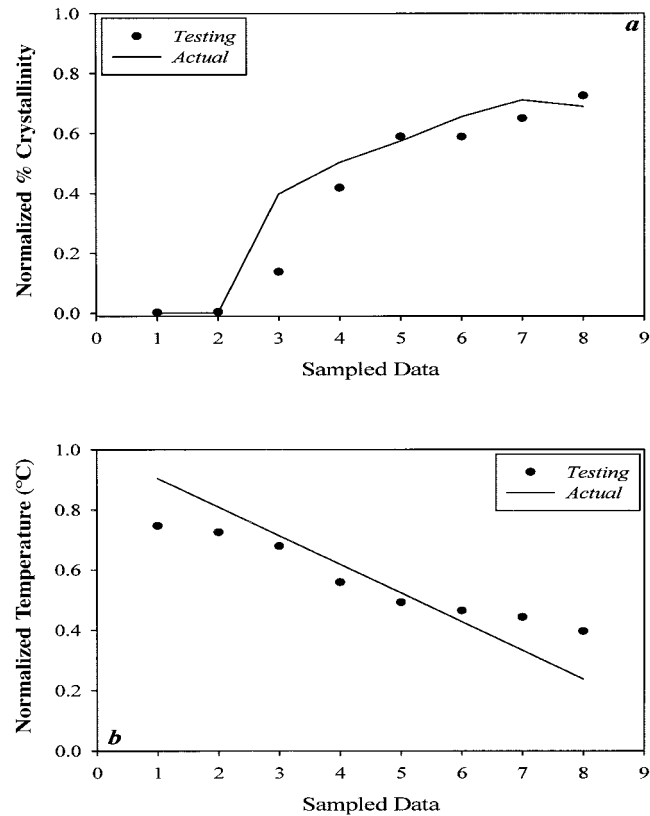 a
Testing
Actual
Normalized % Crystallinity
1.0
0.8
0.6
0.4
0.2
0.0
0 1 2 3 4 5 6 7 8 9
Sampled Data
Testing
Actual
Normalized Temperature (°C)
1.0
0.8
0.6
0.4
0.2
0.0
b
0 1 2 3 4 5 6 7 8 9
Sampled Data